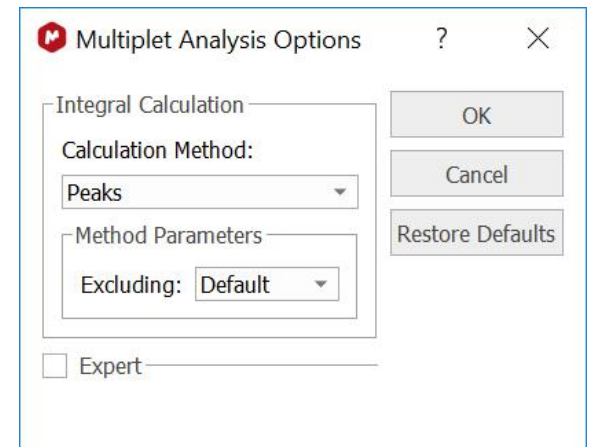 Multiplet Analysis Options ?
Integral Calculation
Calculation Method:
Peaks
Method Parameters
Excluding: Default
Expert
OK
Cancel
Restore Defaults